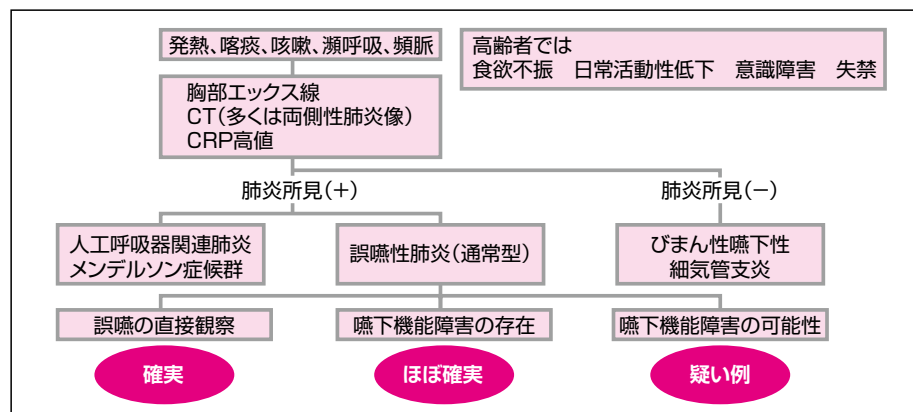 発熱、喀痰、咳嗽、瀕呼吸、頻脈
高齢者では
食欲不振　日常活動性低下　意識障害　失禁
胸部エックス線
CT（多くは両側性肺炎像）
CRP高値
肺炎所見（＋）
肺炎所見（－）
人工呼吸器関連肺炎
メンデルソン症候群
誤嚥性肺炎（通常型）
びまん性嚥下性
細気管支炎
誤嚥の直接観察
嚥下機能障害の存在
嚥下機能障害の可能性
確実
ほぼ確実
疑い例